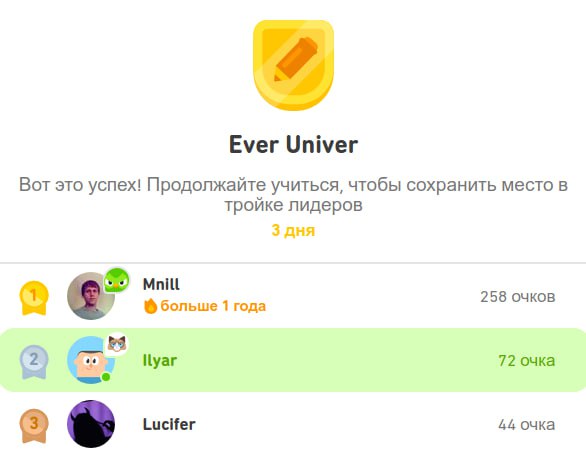 Ever Univer
Вот это успех! Продолжайте учиться, чтобы сохранить место в
тройке лидеров
3 дня
1
Mnill
больше 1 года
258 очков
2
Ilyar
72 очка
3
Lucifer
44 очка